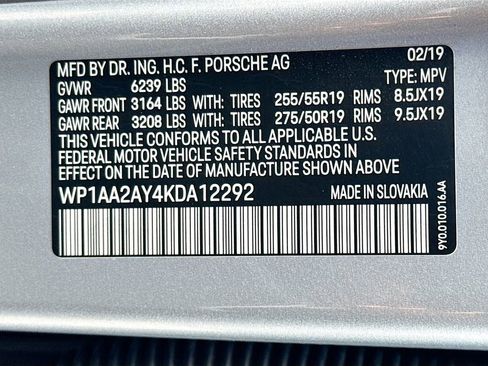 MFD BY DR. ING. H.C. F. PORSCHE AG 02/19
GVWR 6239 LBS TYPE: MPV
GAWR FRONT 3164 LBS WITH: TIRES 255/55R19 RIMS 8.5JX19
GAWR REAR 3208 LBS WITH: TIRES 275/50R19 RIMS 9.5JX19
THIS VEHICLE CONFORMS TO ALL APPLICABLE U.S.
FEDERAL MOTOR VEHICLE SAFETY STANDARDS IN
EFFECT ON THE DATE OF MANUFACTURE SHOWN ABOVE
WP1AA2AY4KDA12292 MADE IN SLOVAKIA
9Y0.010.016.AA